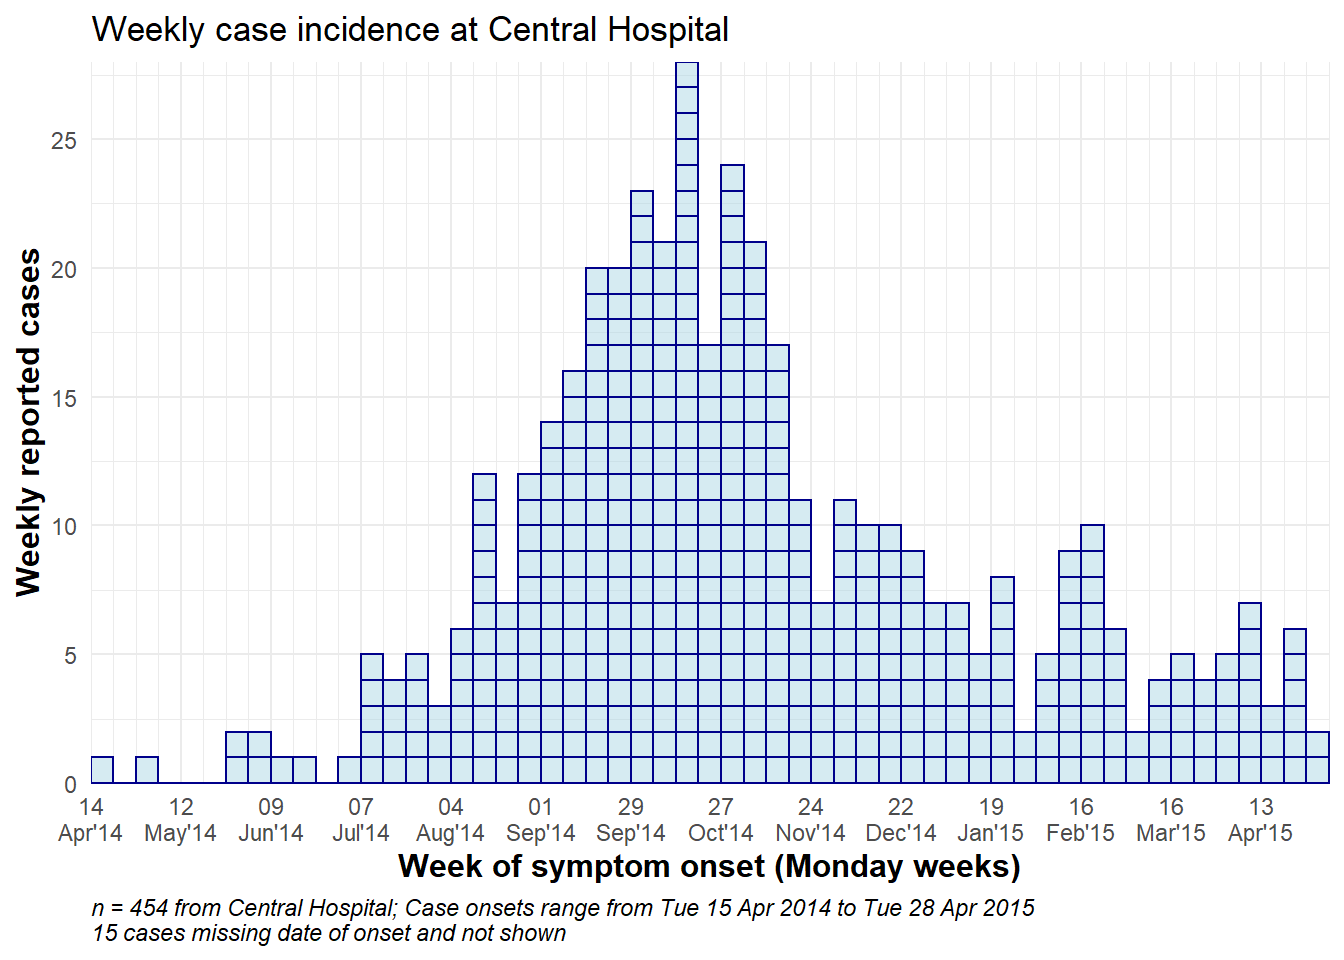 Weekly case incidence at Central Hospital
Weekly reported cases
25
20
15
10
5
0
14 12 09 07 04 01 29 27 24 22 19 16 16 13
Apr'14 May'14 Jun'14 Jul'14 Aug'14 Sep'14 Sep'14 Oct'14 Nov'14 Dec'14 Jan'15 Feb'15 Mar'15 Apr'15
Week of symptom onset (Monday weeks)
n = 454 from Central Hospital; Case onsets range from Tue 15 Apr 2014 to Tue 28 Apr 2015
15 cases missing date of onset and not shown